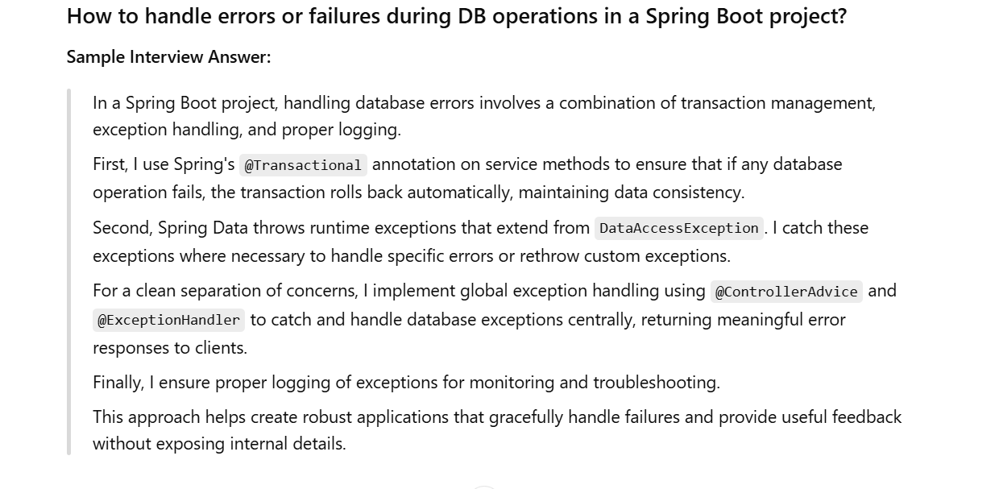 How to handle errors or failures during DB operations in a Spring Boot project?
Sample Interview Answer:
In a Spring Boot project, handling database errors involves a combination of transaction management,
exception handling, and proper logging.
First, I use Spring's @Transactional annotation on service methods to ensure that if any database
operation fails, the transaction rolls back automatically, maintaining data consistency.
Second, Spring Data throws runtime exceptions that extend from DataAccessException. I catch these
exceptions where necessary to handle specific errors or rethrow custom exceptions.
For a clean separation of concerns, I implement global exception handling using @ControllerAdvice and
@ExceptionHandler to catch and handle database exceptions centrally, returning meaningful error
responses to clients.
Finally, I ensure proper logging of exceptions for monitoring and troubleshooting.
This approach helps create robust applications that gracefully handle failures and provide useful feedback
without exposing internal details.